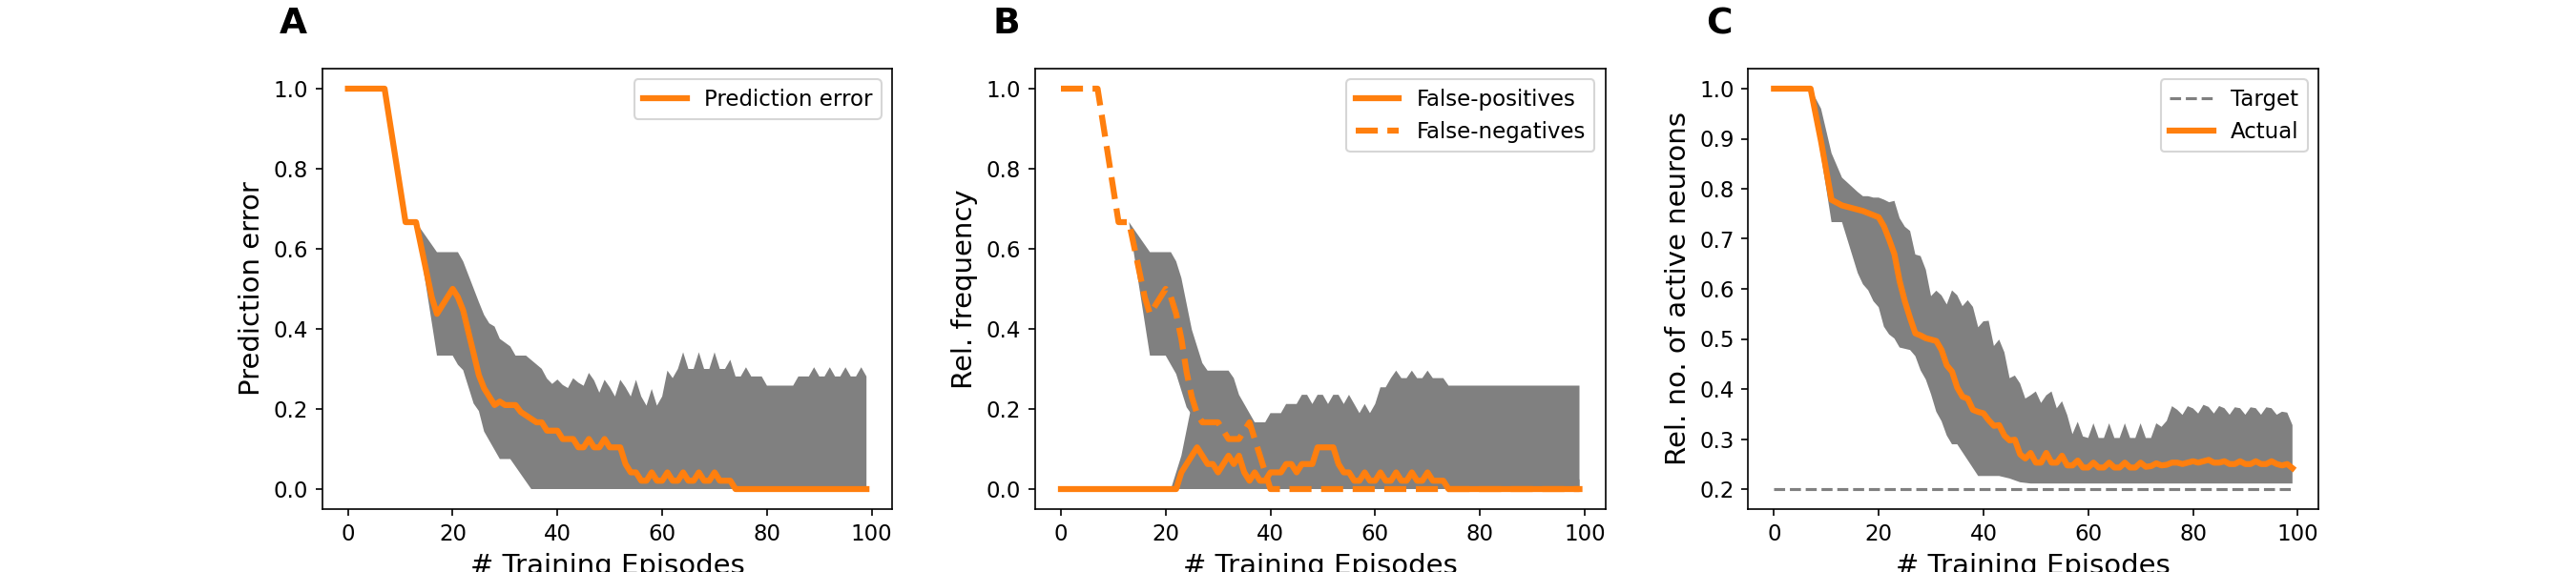 A
Prediction error
1.0
0.8
0.6
0.4
0.2
0.0
Prediction error
0 20 40 60 80 100
# Training Episodes
B
False-positives
False-negatives
1.0
0.8
0.6
0.4
0.2
0.0
Rel. frequency
0 20 40 60 80 100
# Training Episodes
C
Target
Actual
1.0
0.9
0.8
0.7
0.6
0.5
0.4
0.3
0.2
Rel. no. of active neurons
0 20 40 60 80 100
# Training Episodes